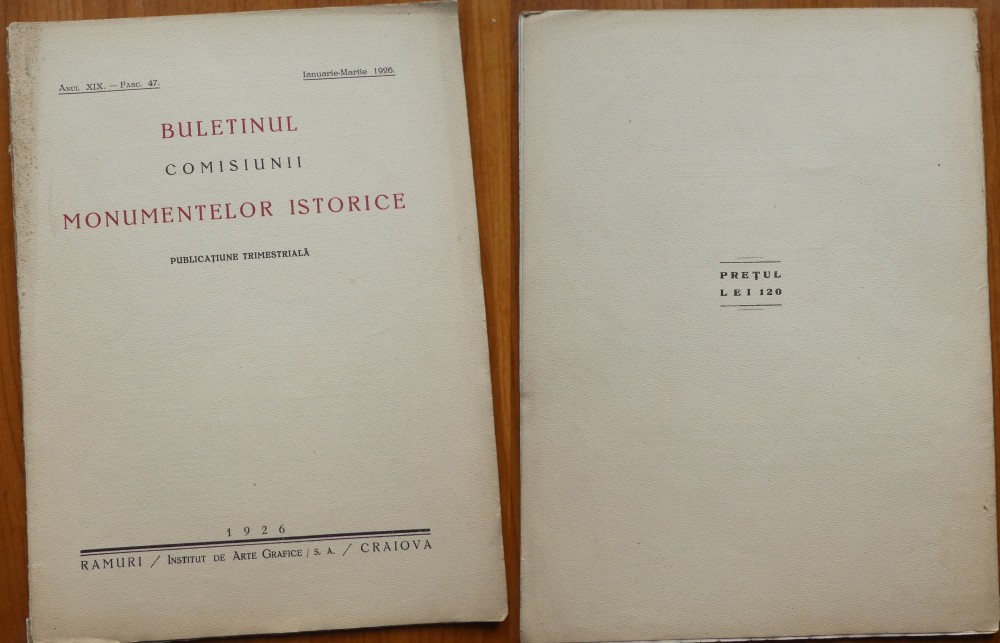 Anul XIX. — Fasc. 47.
Ianuarie-Martie 1926.
BULETINUL
COMISIUNII
MONUMENTELOR ISTORICE
PUBLICAȚIUNE TRIMESTRIALĂ
1926
RAMURI / Institut de Arte Grafice / S. A. / CRAIOVA
PREȚUL
LEI 120